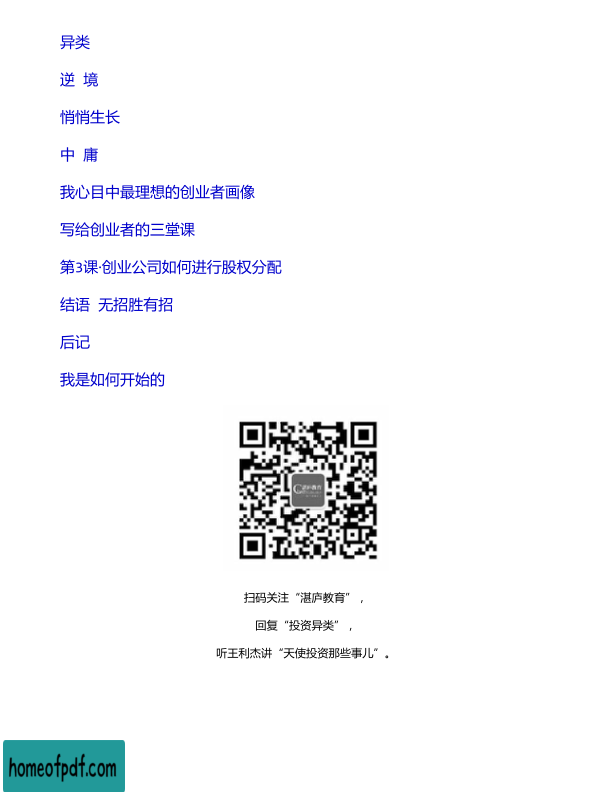 异类
逆 境
悄悄生长
中 庸
我心目中最理想的创业者画像
写给创业者的三堂课
第3课·创业公司如何进行股权分配
结语 无招胜有招
后记
我是如何开始的
湛庐教育
扫码关注“湛庐教育”，
回复“投资异类”，
听王利杰讲“天使投资那些事儿”。
homeofpdf.com